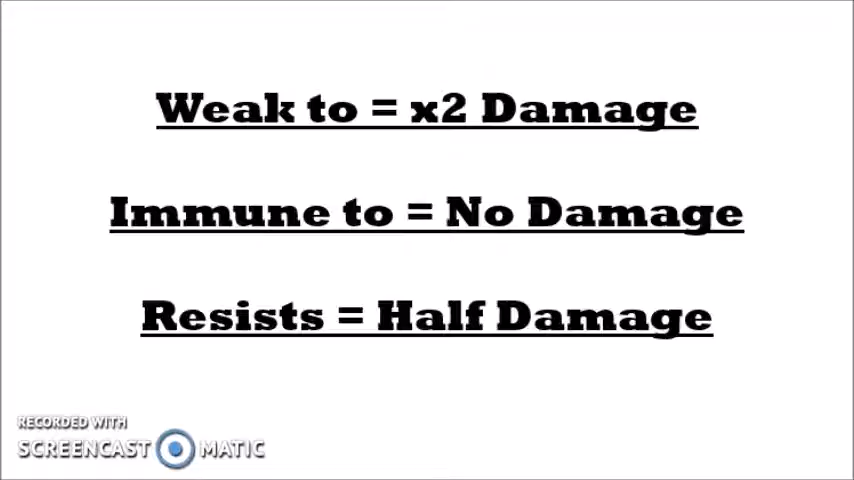 Weak to = x2 Damage
Immune to = No Damage
Resists = Half Damage
RECORDED WITH
SCREENCAST MATIC